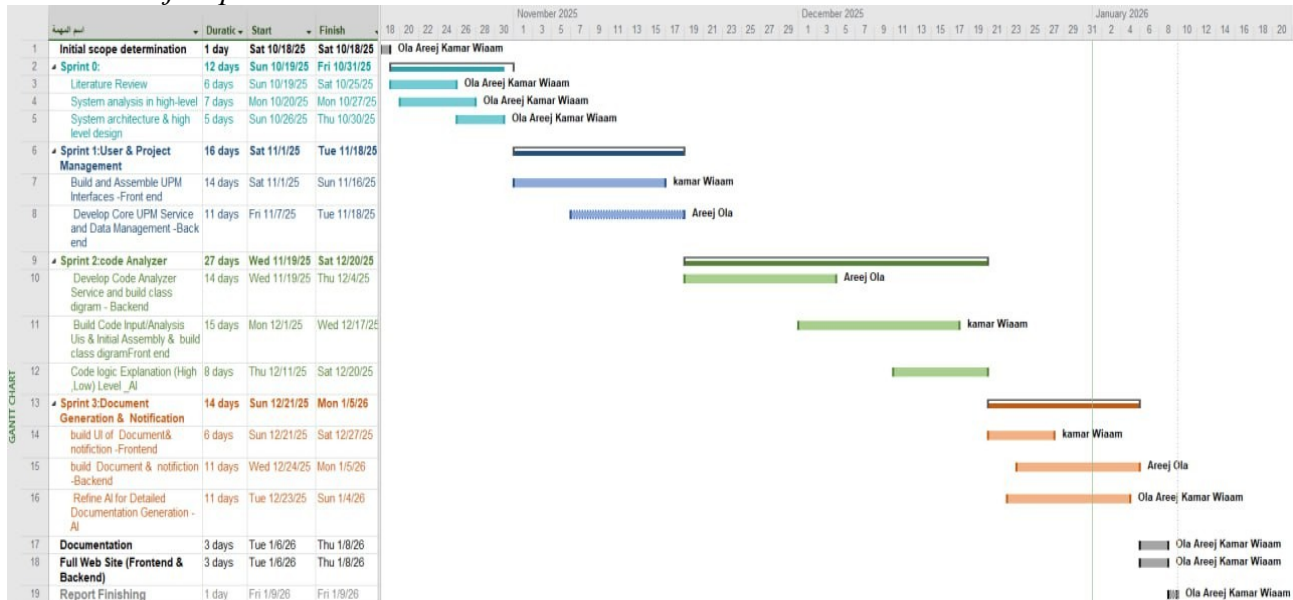 November 2025
December 2025
January 2026
اسم المهمة Duratic Start Finish 18 20 22 24 26 28 30 1 3 5 7 9 11 13 15 17 19 21 23 25 27 29 1 3 5 7 9 11 13 15 17 19 21 23 25 27 29 31 2 4 6 8 10 12 14 16 18 20
1 Initial scope determination 1 day Sat 10/18/25 Sat 10/18/25 Ola Areej Kamar Wiaam
2 Sprint 0: 12 days Sun 10/19/25 Fri 10/31/25
3 Literature Review 6 days Sun 10/19/25 Sat 10/25/25 Ola Areej Kamar Wiaam
4 System analysis in high-level 7 days Mon 10/20/25 Mon 10/27/25 Ola Areej Kamar Wiaam
5 System architecture & high 5 days Sun 10/26/25 Thu 10/30/25 Ola Areej Kamar Wiaam
level design
6 Sprint 1:User & Project 16 days Sat 11/1/25 Tue 11/18/25
Management
7 Build and Assemble UPM 14 days Sat 11/1/25 Sun 11/16/25 kamar Wiaam
Interfaces -Front end
8 Develop Core UPM Service 11 days Fri 11/7/25 Tue 11/18/25 Areej Ola
and Data Management -Back
end
9 Sprint 2:code Analyzer 27 days Wed 11/19/25 Sat 12/20/25
10 Develop Code Analyzer 14 days Wed 11/19/25 Thu 12/4/25 Areej Ola
Service and build class
digram - Backend
11 Build Code Input/Analysis 15 days Mon 12/1/25 Wed 12/17/25 kamar Wiaam
Uis & Initial Assembly & build
class digramFront end
12 Code logic Explanation (High 8 days Thu 12/11/25 Sat 12/20/25
,Low) Level _AI
13 Sprint 3:Document 14 days Sun 12/21/25 Mon 1/5/26
Generation & Notification
14 build UI of Document& 6 days Sun 12/21/25 Sat 12/27/25 kamar Wiaam
notifiction -Frontend
15 build Document & notifiction 11 days Wed 12/24/25 Mon 1/5/26 Areej Ola
-Backend
16 Refine AI for Detailed 11 days Tue 12/23/25 Sun 1/4/26 Ola Areej Kamar Wiaam
Documentation Generation -
AI
17 Documentation 3 days Tue 1/6/26 Thu 1/8/26 Ola Areej Kamar Wiaam
18 Full Web Site (Frontend & 3 days Tue 1/6/26 Thu 1/8/26 Ola Areej Kamar Wiaam
Backend)
19 Report Finishing 1 day Fri 1/9/26 Fri 1/9/26 Ola Areej Kamar Wiaam
GANTT CHART